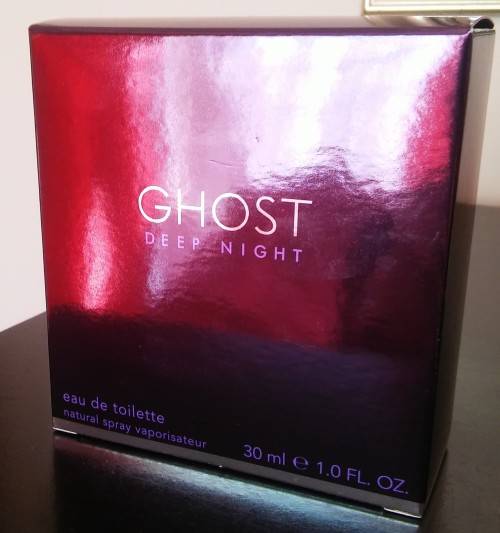 GHOST
DEEP NIGHT
eau de toilette
natural spray vaporisateur
30 ml ℮ 1.0 FL. OZ.